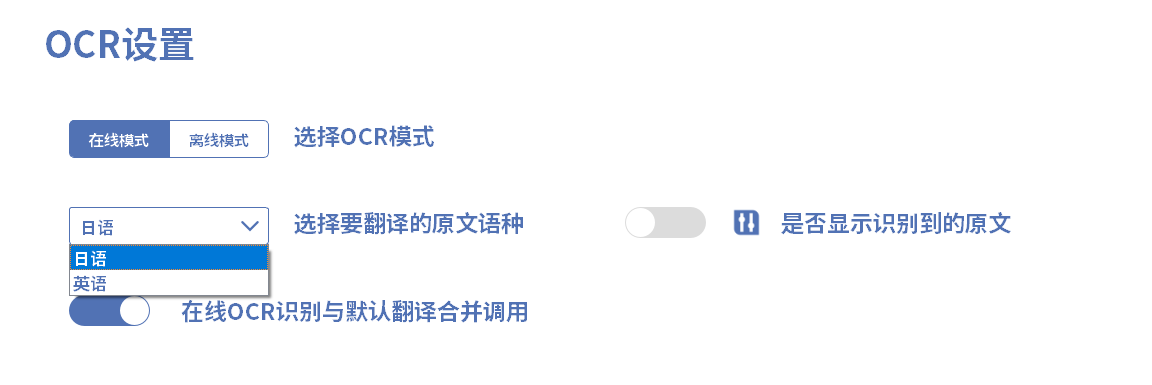 OCR设置
在线模式 离线模式 选择OCR模式
日语 选择要翻译的原文语种 是否显示识别到的原文
日语
英语
在线OCR识别与默认翻译合并调用